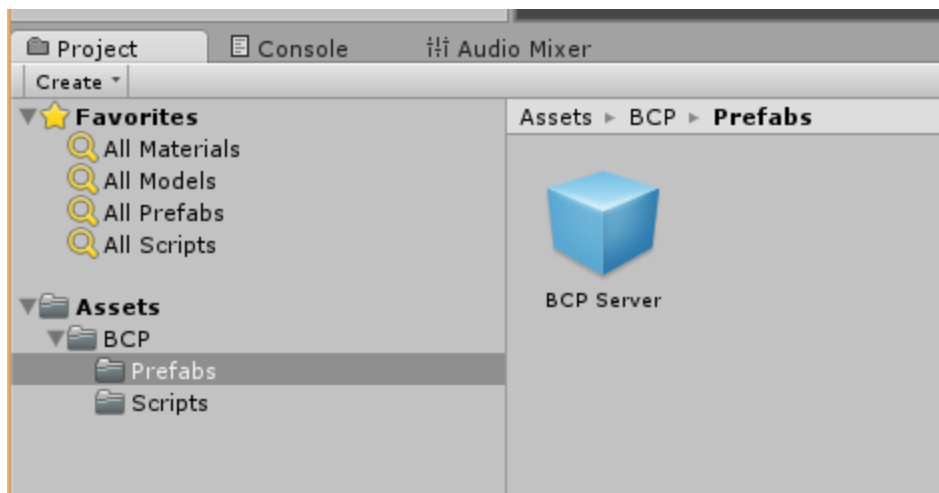 Project Console Audio Mixer
Create
Favorites
All Materials
All Models
All Prefabs
All Scripts
Assets
BCP
Prefabs
Scripts
Assets BCP Prefabs
BCP Server